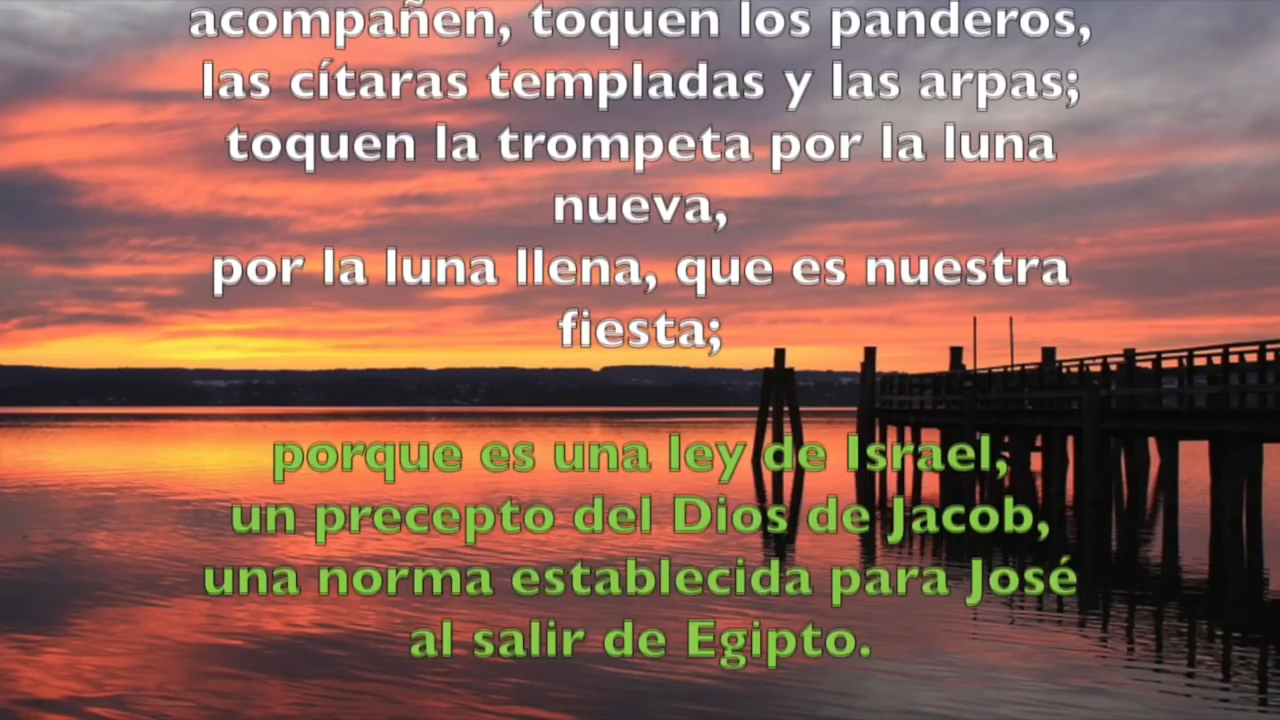 acompañen, toquen los panderos,
las cítaras templadas y las arpas;
toquen la trompeta por la luna
nueva,
por la luna llena, que es nuestra
fiesta;
porque es una ley de Israel,
un precepto del Dios de Jacob,
una norma establecida para José
al salir de Egipto.